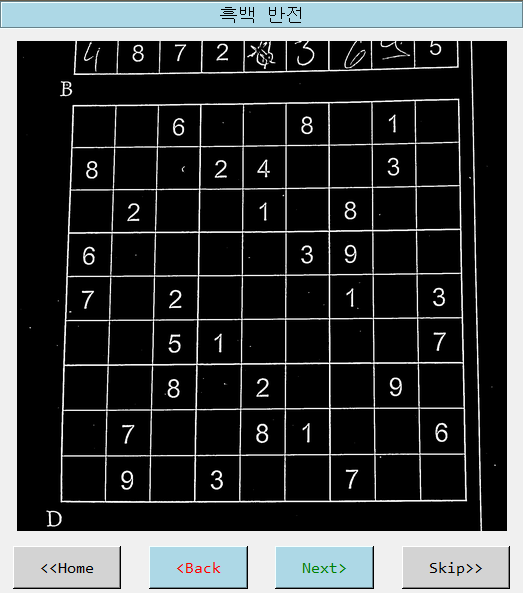 흑백 반전
4 8 7 2 3 6 5
B
6 8 1
8 2 4 3
2 1 8
6 3 9
7 2 1 3
5 1 7
8 2 9
7 8 1 6
9 3 7
D
<<Home <Back Next> Skip>>